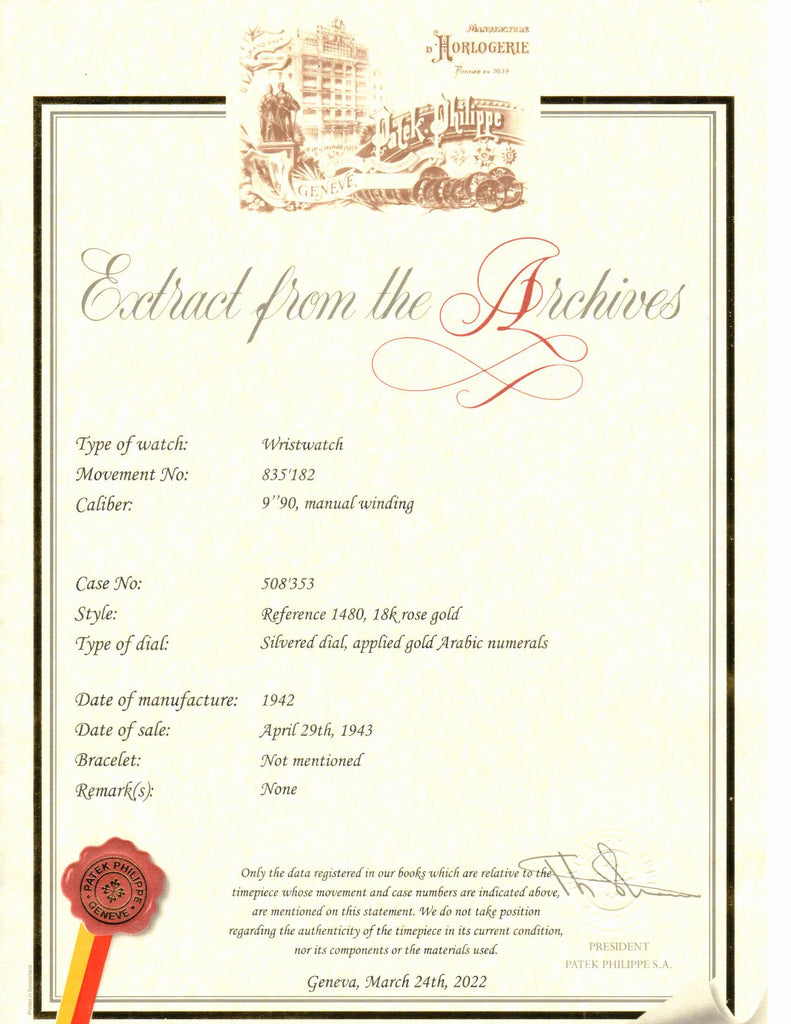 MANUFACTURE
D'HORLOGERIE
FONDÉE EN 1839
Patek Philippe
GENÈVE
Extract from the Archives
Type of watch: Wristwatch
Movement No: 835'182
Caliber: 9''90, manual winding
Case No: 508'353
Style: Reference 1480, 18k rose gold
Type of dial: Silvered dial, applied gold Arabic numerals
Date of manufacture: 1942
Date of sale: April 29th, 1943
Bracelet: Not mentioned
Remark(s): None
PATEK PHILIPPE
GENEVE
Only the data registered in our books which are relative to the
timepiece whose movement and case numbers are indicated above,
are mentioned on this statement. We do not take position
regarding the authenticity of the timepiece in its current condition,
nor its components or the materials used.
Geneva, March 24th, 2022
PRESIDENT
PATEK PHILIPPE S.A.